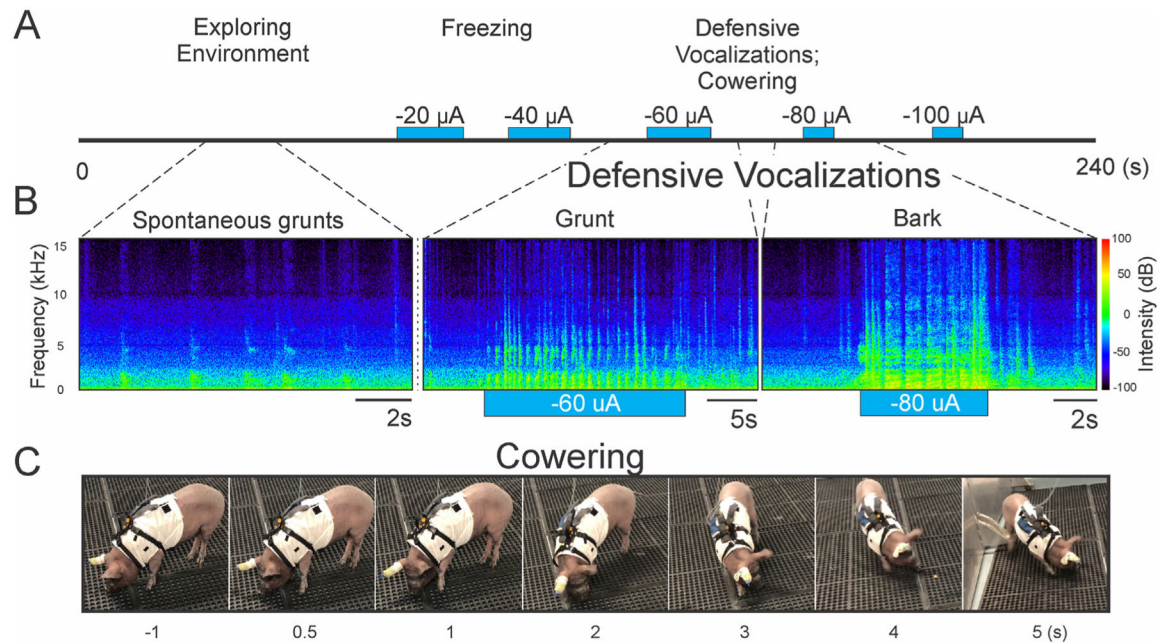 A
Exploring
Environment
Freezing
Defensive
Vocalizations;
Cowering
-20 µA
-40 µA
-60 µA
-80 µA
-100 µA
0
240 (s)
Defensive Vocalizations
B
Spontaneous grunts
Grunt
Bark
Frequency (kHz)
15
10
5
0
100
50
0
-50
-100
Intensity (dB)
2s
-60 uA
5s
-80 uA
2s
C
Cowering
-1
0.5
1
2
3
4
5 (s)